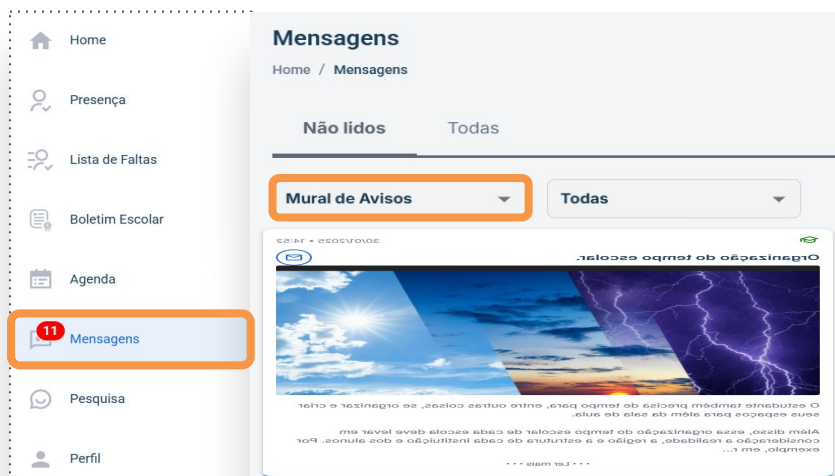 Home
Presença
Lista de Faltas
Boletim Escolar
Agenda
11
Mensagens
Pesquisa
Perfil
Mensagens
Home / Mensagens
Não lidos Todas
Mural de Avisos Todas
30/01/2025 • 14:52
Organização do tempo escolar.
O estudante também precisa de tempo para, entre outras coisas, se organizar e criar
seus espaços para além da sala de aula.
Além disso, essa organização do tempo escolar de cada escola deve levar em
consideração a realidade, a região e a estrutura de cada instituição e dos alunos. Por
exemplo, em r...
• • • Ler mais • • •